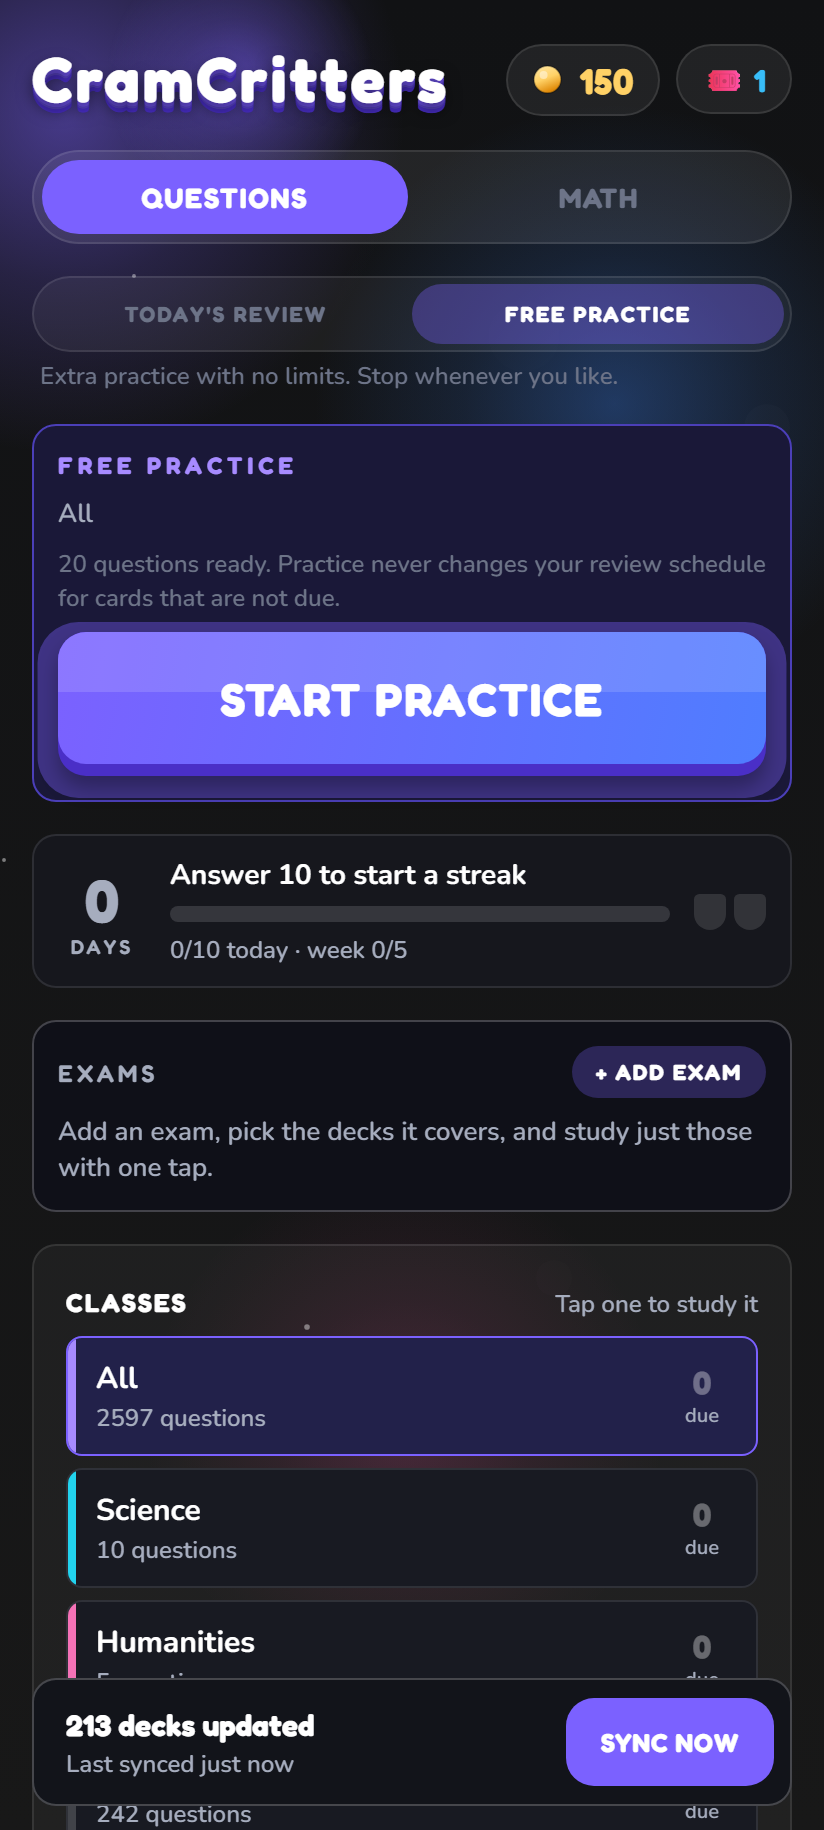 CramCritters
150
1
QUESTIONS
MATH
TODAY'S REVIEW
FREE PRACTICE
Extra practice with no limits. Stop whenever you like.
FREE PRACTICE
All
20 questions ready. Practice never changes your review schedule
for cards that are not due.
START PRACTICE
0
DAYS
Answer 10 to start a streak
0/10 today · week 0/5
EXAMS
+ ADD EXAM
Add an exam, pick the decks it covers, and study just those
with one tap.
CLASSES
Tap one to study it
All
2597 questions
0
due
Science
10 questions
0
due
Humanities
0
due
213 decks updated
Last synced just now
SYNC NOW
242 questions
due